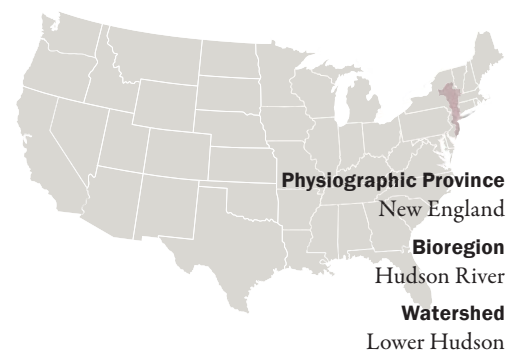 Physiographic Province
New England
Bioregion
Hudson River
Watershed
Lower Hudson